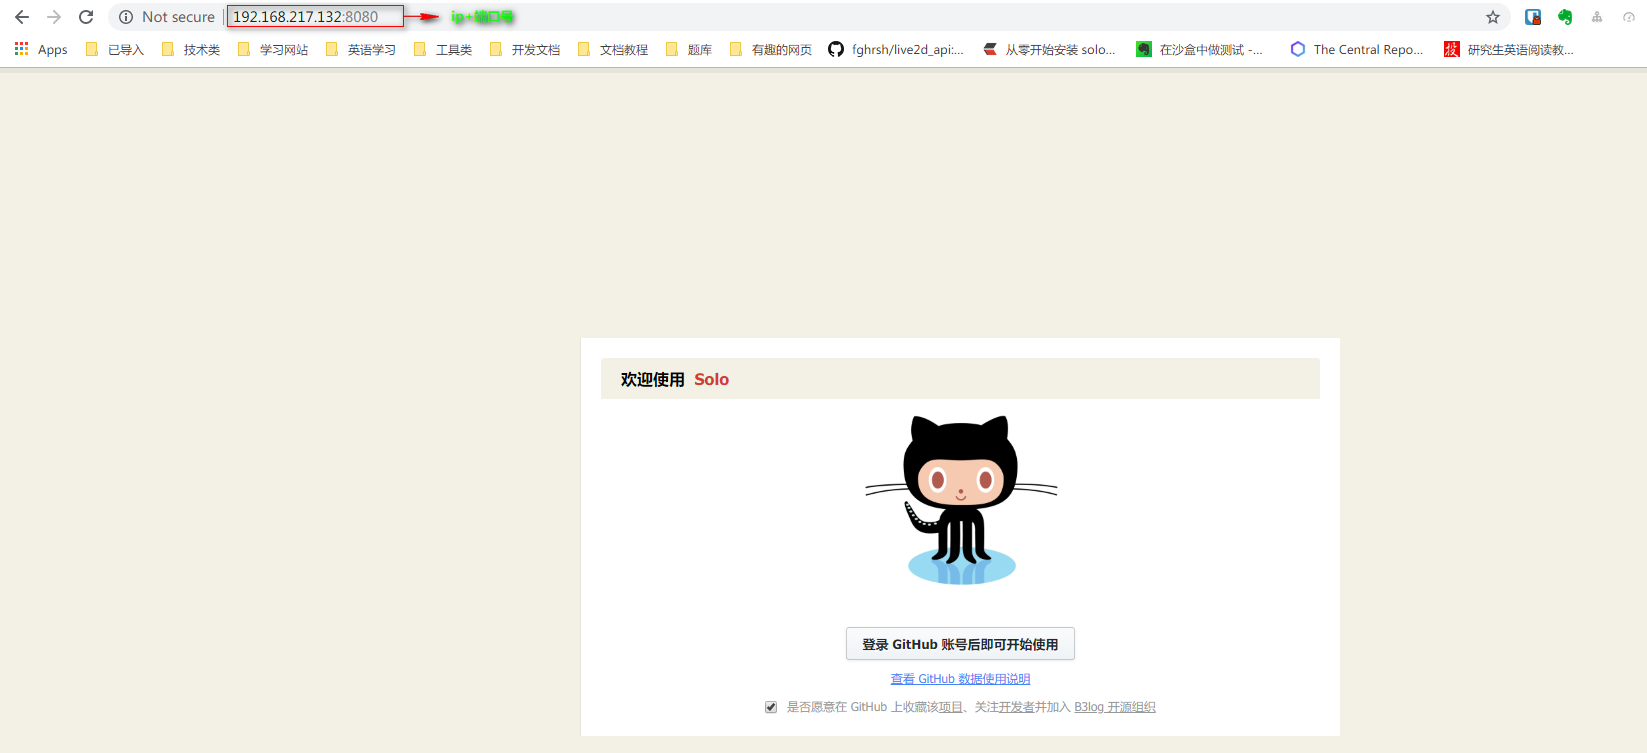 Not secure | 192.168.217.132:8080 ip+端口号
Apps 已导入 技术类 学习网站 英语学习 工具类 开发文档 文档教程 题库 有趣的网页 fghrsh/live2d_api:... 从零开始安装 solo... 在沙盒中做测试 -... The Central Repo... 投 研究生英语阅读教...
欢迎使用 Solo
登录 GitHub 账号后即可开始使用
查看 GitHub 数据使用说明
是否愿意在 GitHub 上收藏该项目、关注开发者并加入 B3log 开源组织